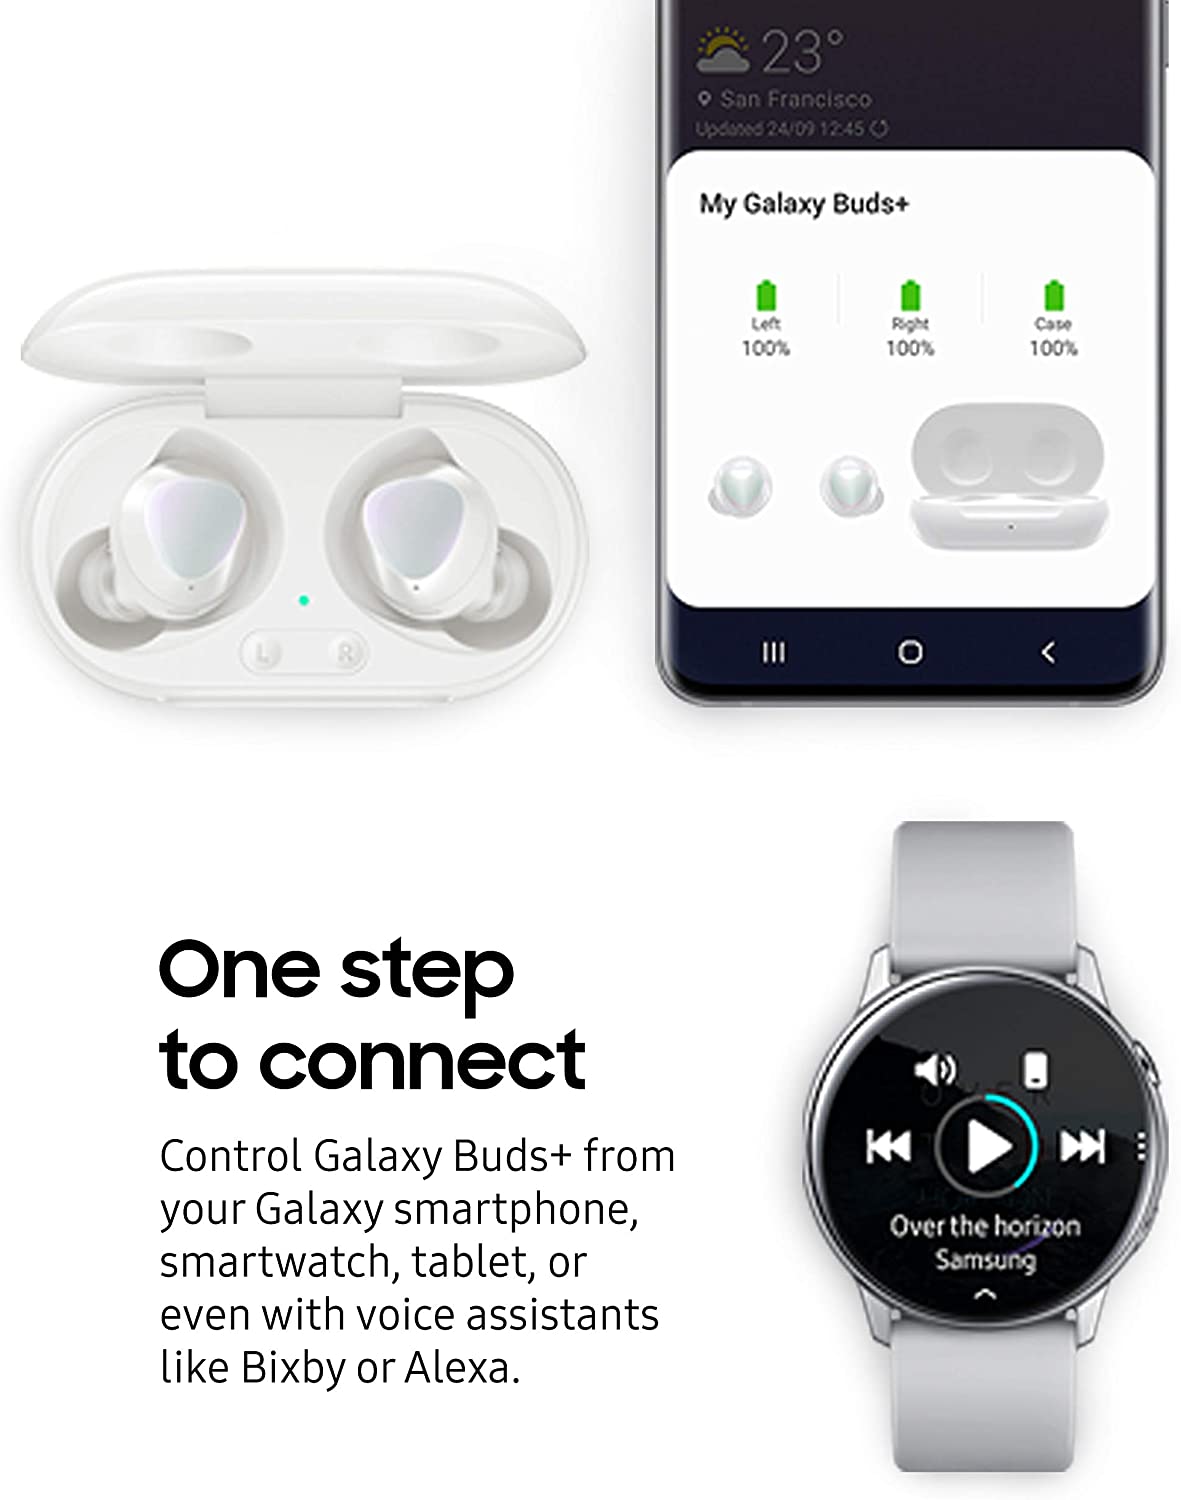 23°
San Francisco
Updated 24/09 12:45
My Galaxy Buds+
Left
100%
Right
100%
Case
100%
L
R
One step
to connect
Control Galaxy Buds+ from
your Galaxy smartphone,
smartwatch, tablet, or
even with voice assistants
like Bixby or Alexa.
Over the horizon
Samsung